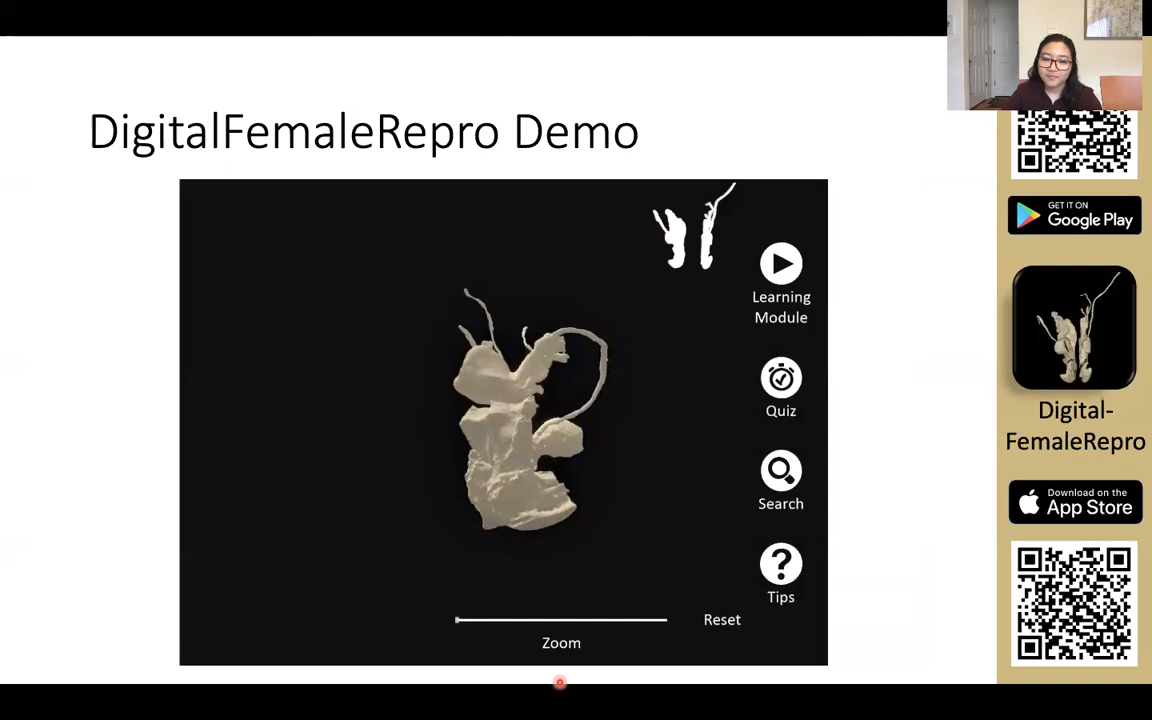 DigitalFemaleRepro Demo
Learning
Module
Quiz
Search
?
Tips
Reset
Zoom
GET IT ON
Google Play
Digital-
FemaleRepro
Download on the
App Store